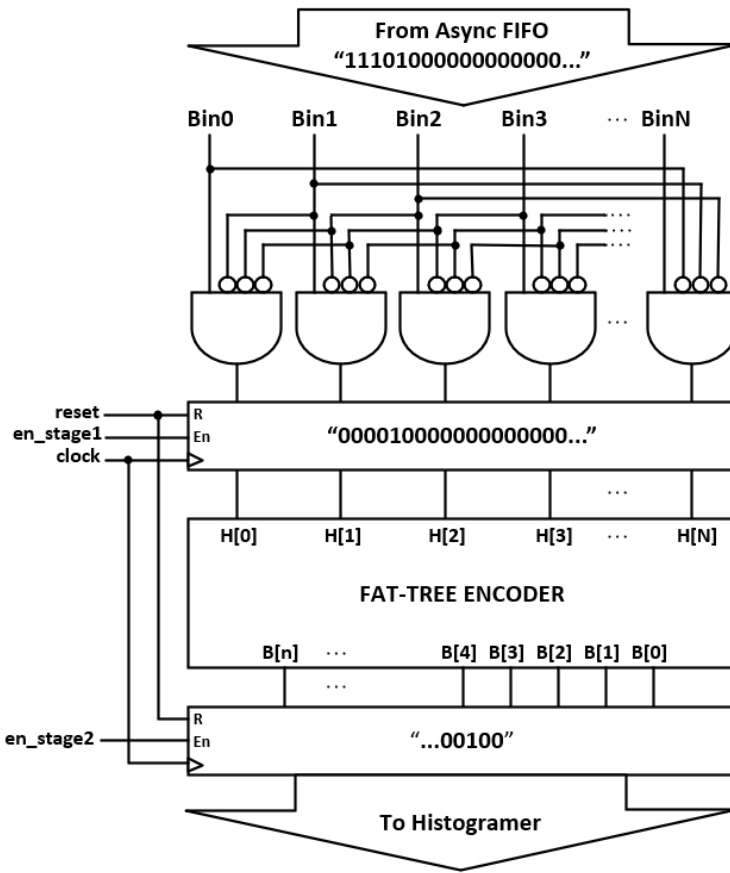 From Async FIFO
“11101000000000000...”
Bin0 Bin1 Bin2 Bin3 ... BinN
....
....
....
...
reset R
en_stage1 En “000010000000000000...”
clock
...
H[0] H[1] H[2] H[3] ... H[N]
FAT-TREE ENCODER
B[n] ... B[4] B[3] B[2] B[1] B[0]
...
R
en_stage2 En “...00100”
To Histogramer